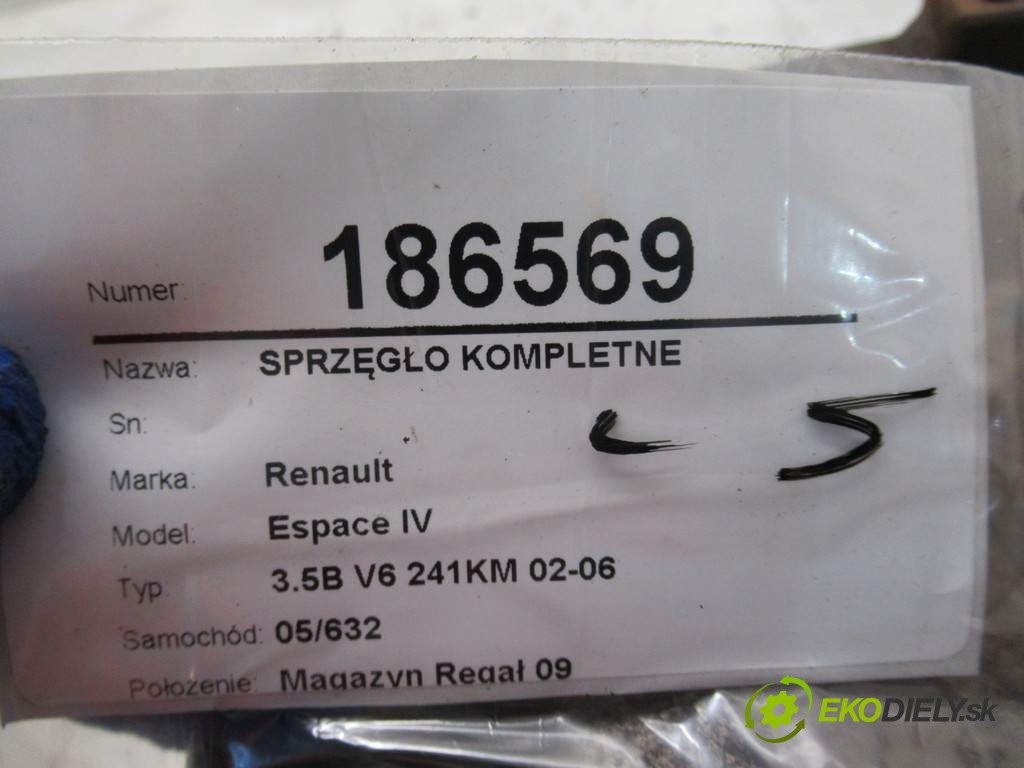 Numer: 186569
Nazwa: SPRZĘGŁO KOMPLETNE
Sn:
C 5
Marka: Renault
Model: Espace IV
Typ: 3.5B V6 241KM 02-06
Samochód: 05/632
Położenie: Magazyn Regał 09
EKODIELY.sk